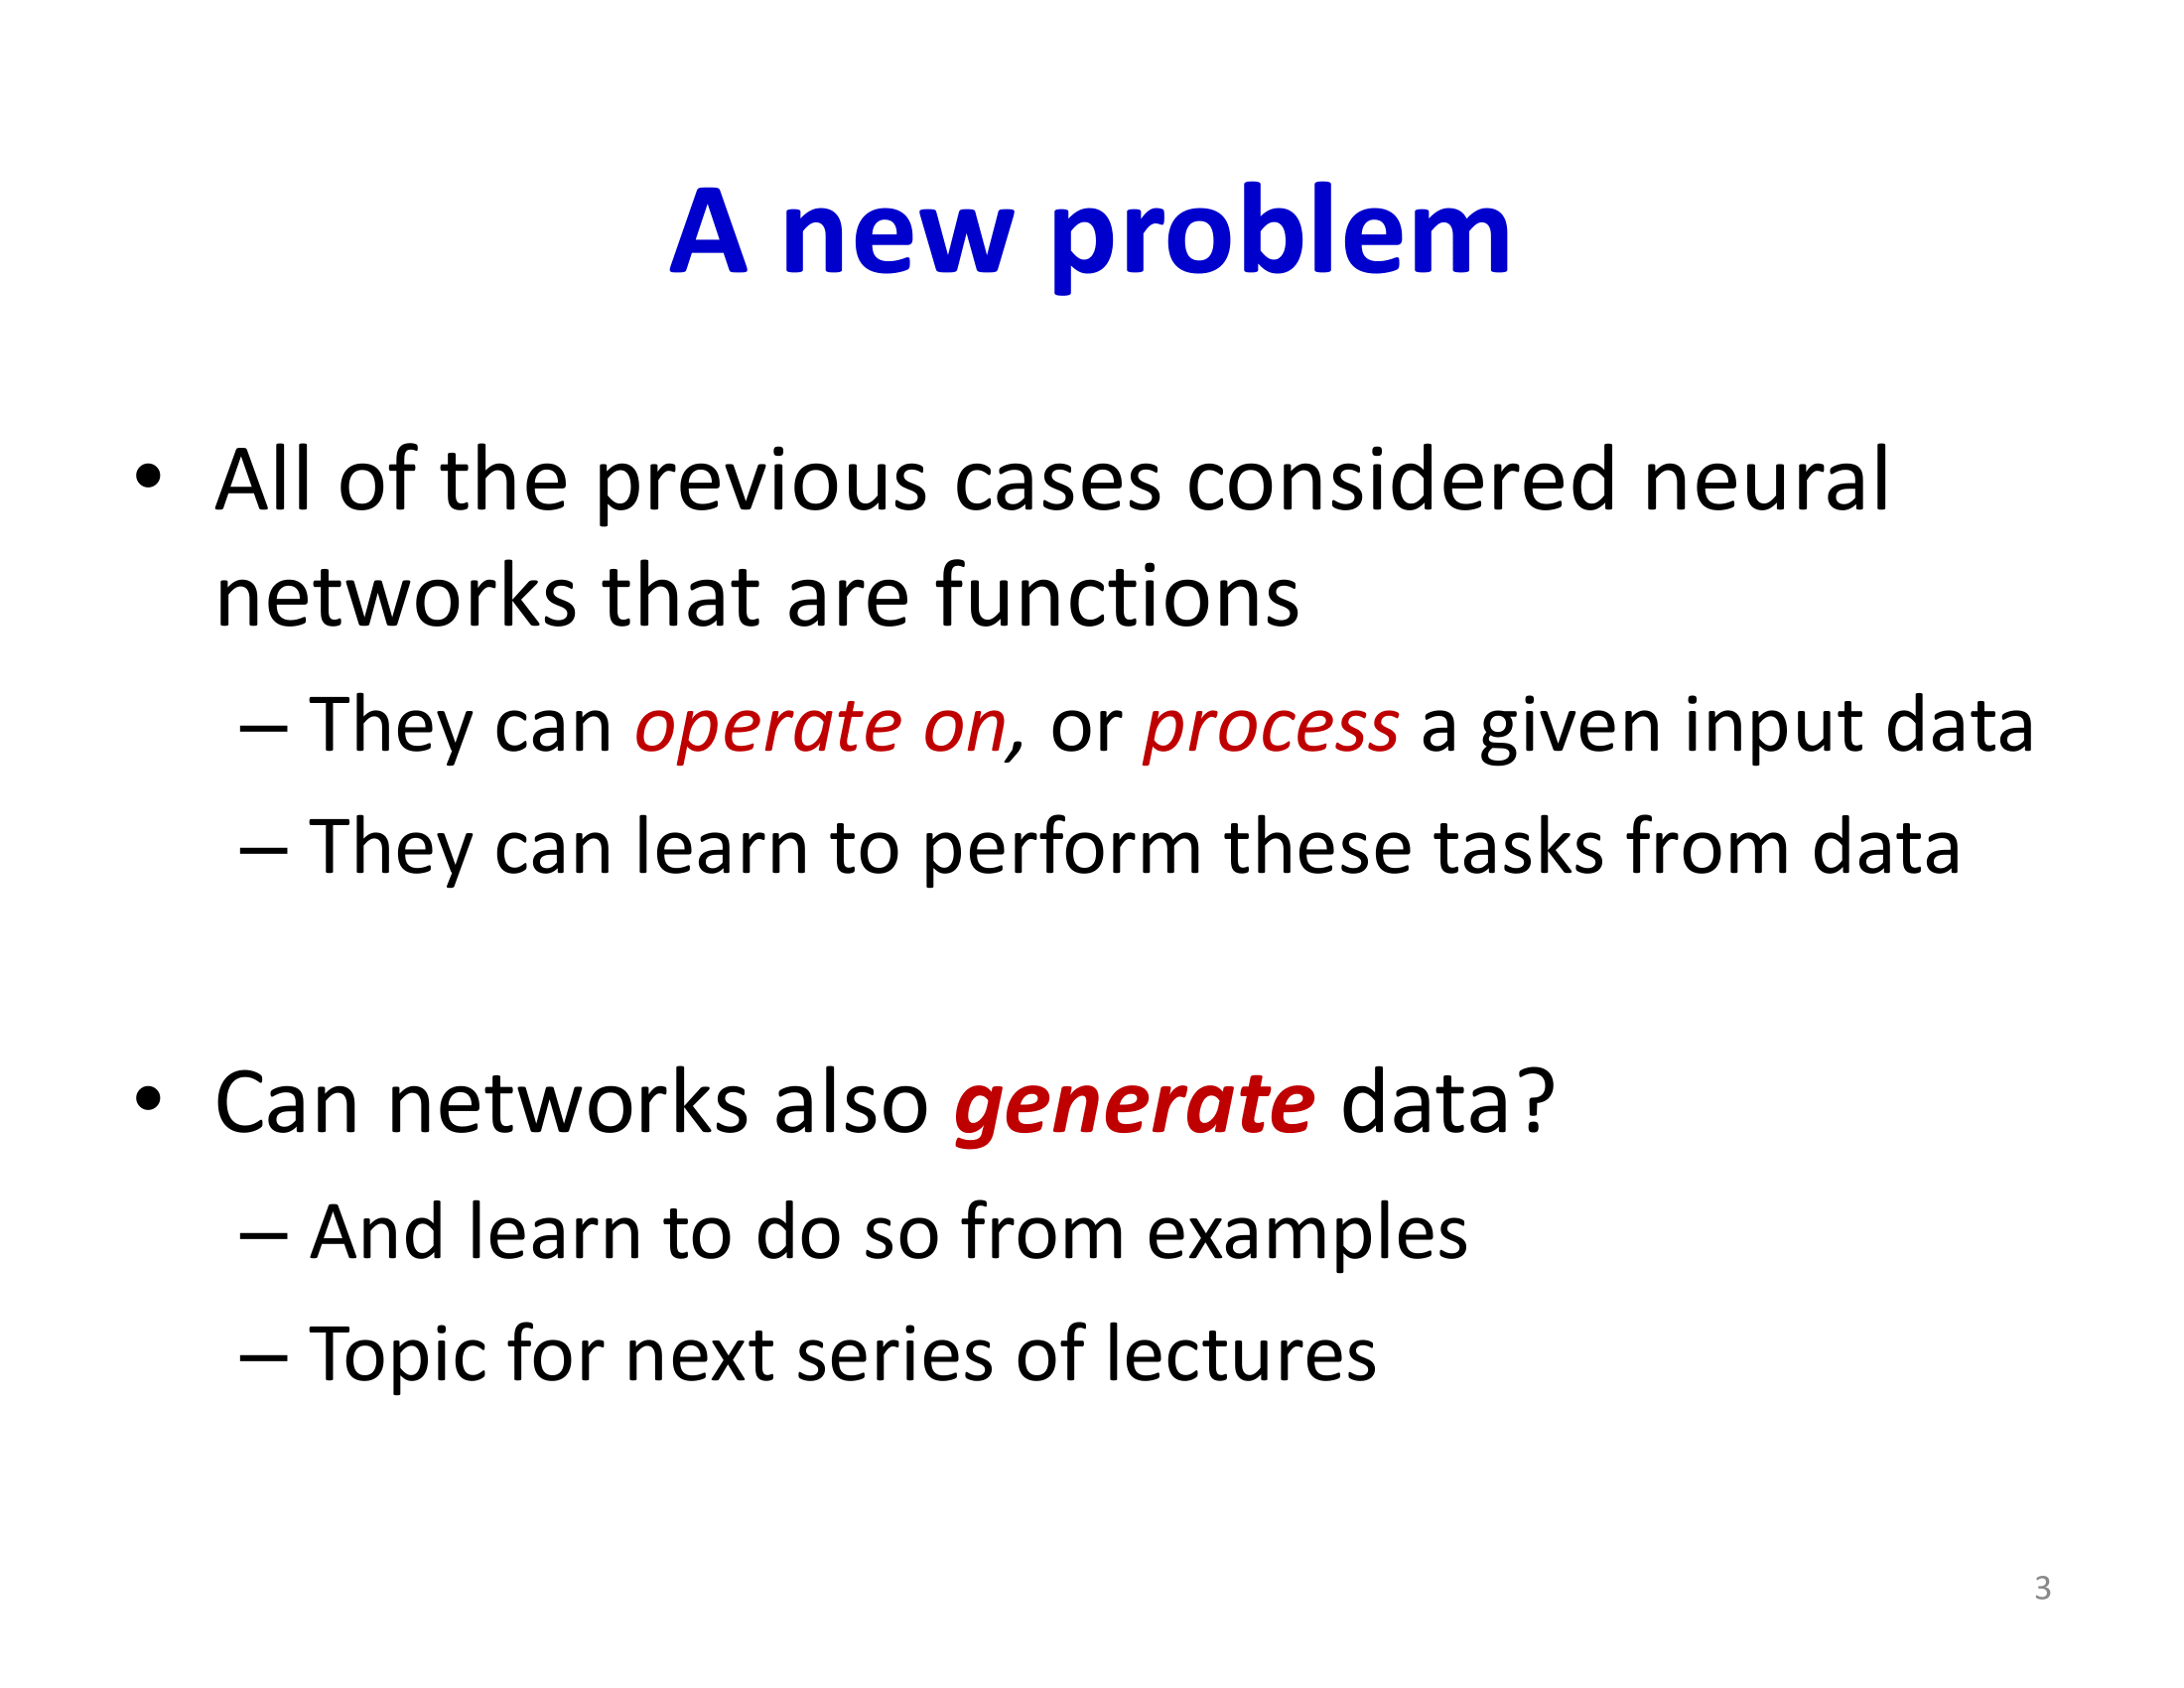 A new problem
• All of the previous cases considered neural
networks that are functions
– They can operate on, or process a given input data
– They can learn to perform these tasks from data
• Can networks also generate data?
– And learn to do so from examples
– Topic for next series of lectures
3